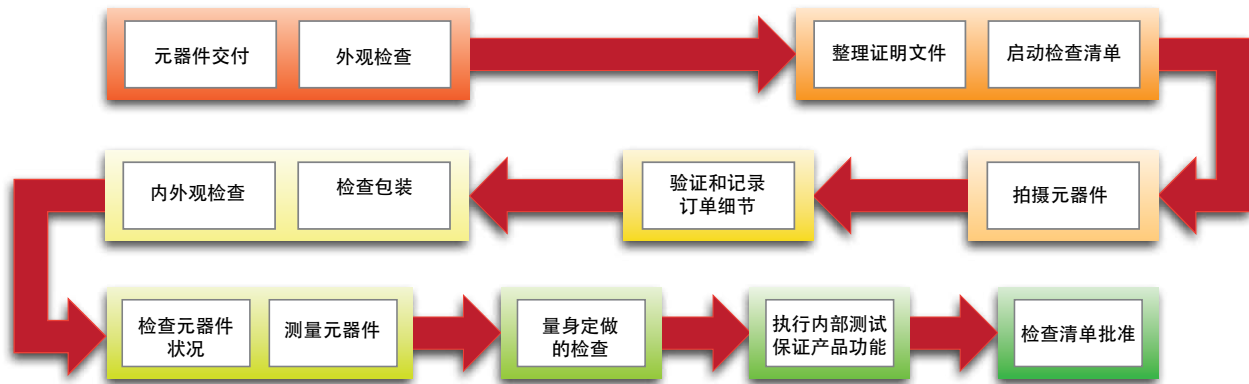 元器件交付
外观检查
整理证明文件
启动检查清单
拍摄元器件
验证和记录
订单细节
检查包装
内外观检查
检查元器件
状况
测量元器件
量身定做
的检查
执行内部测试
保证产品功能
检查清单批准